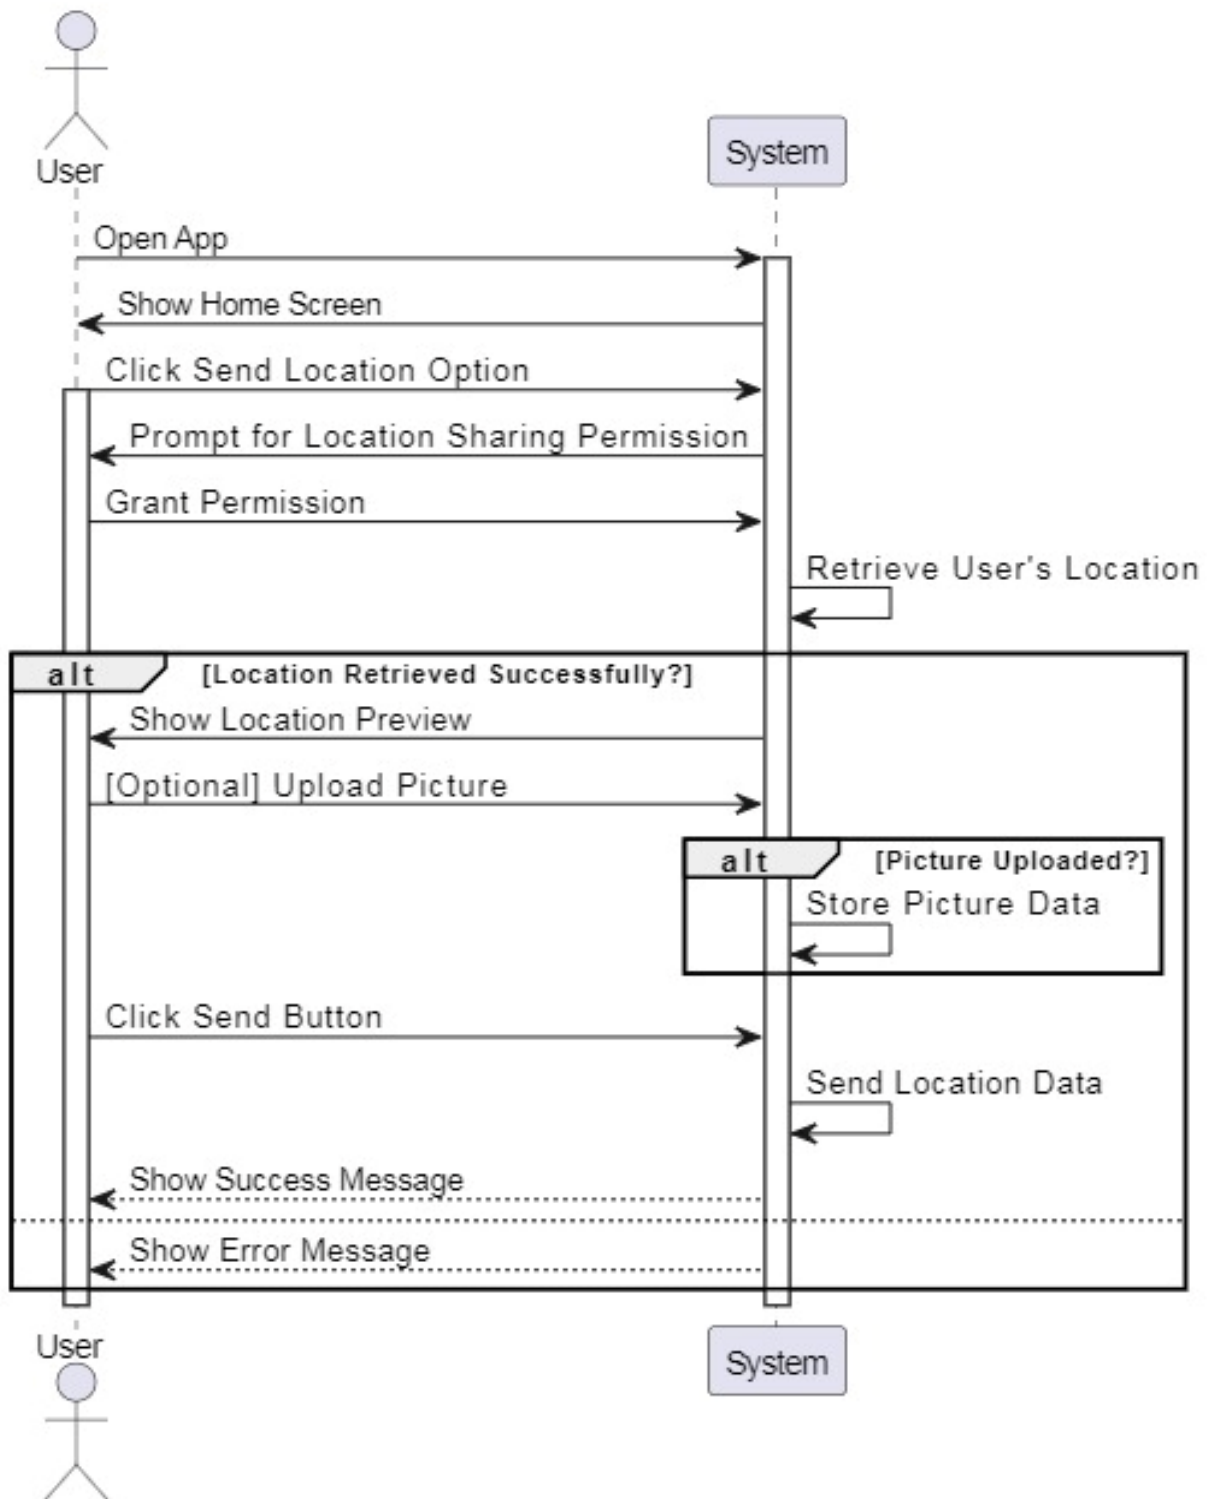 User
System
Open App
Show Home Screen
Click Send Location Option
Prompt for Location Sharing Permission
Grant Permission
Retrieve User's Location
alt [Location Retrieved Successfully?]
Show Location Preview
[Optional] Upload Picture
alt [Picture Uploaded?]
Store Picture Data
Click Send Button
Send Location Data
Show Success Message
Show Error Message
User
System